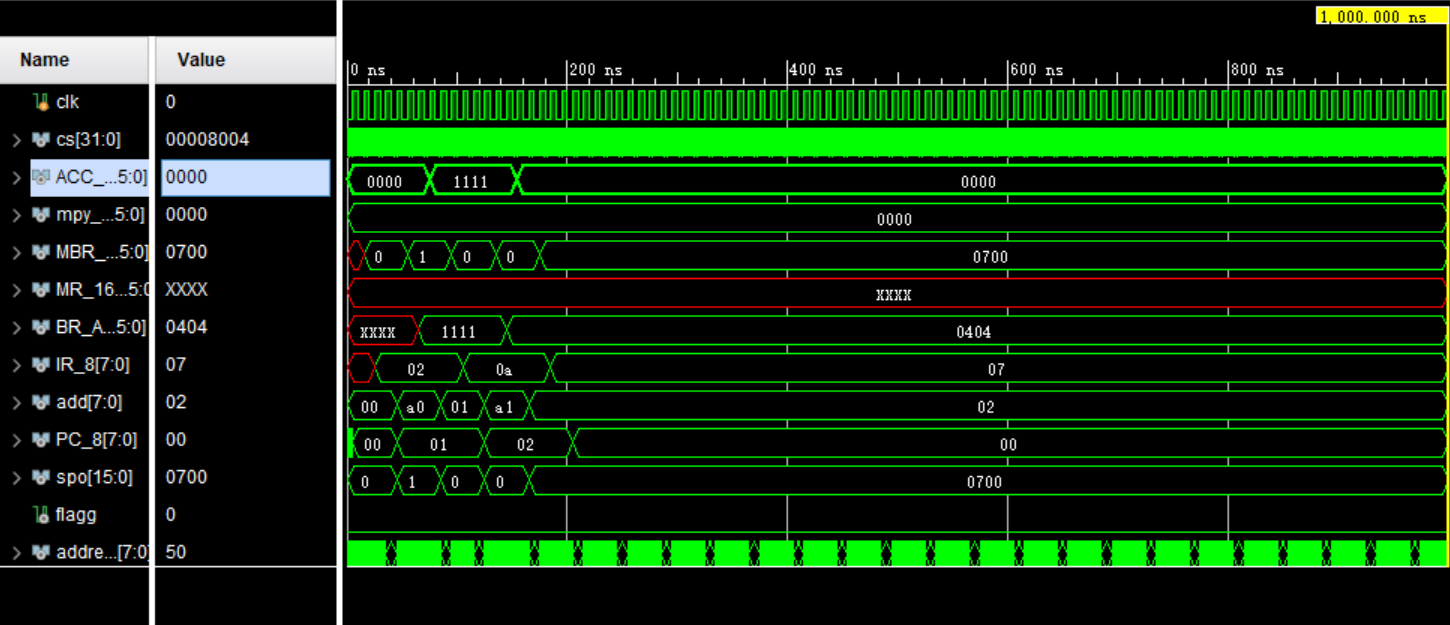 1,000.000 ns
Name Value
0 ns 200 ns 400 ns 600 ns 800 ns
clk 0
cs[31:0] 00008004
ACC_...5:0] 0000 0000 1111 0000
mpy_...5:0] 0000 0000
MBR_...5:0] 0700 0 1 0 0 0700
MR_16...5:0 XXXX XXXX
BR_A...5:0] 0404 XXXX 1111 0404
IR_8[7:0] 07 02 0a 07
add[7:0] 02 00 a0 01 a1 02
PC_8[7:0] 00 00 01 02 00
spo[15:0] 0700 0 1 0 0 0700
flagg 0
addre...[7:0] 50